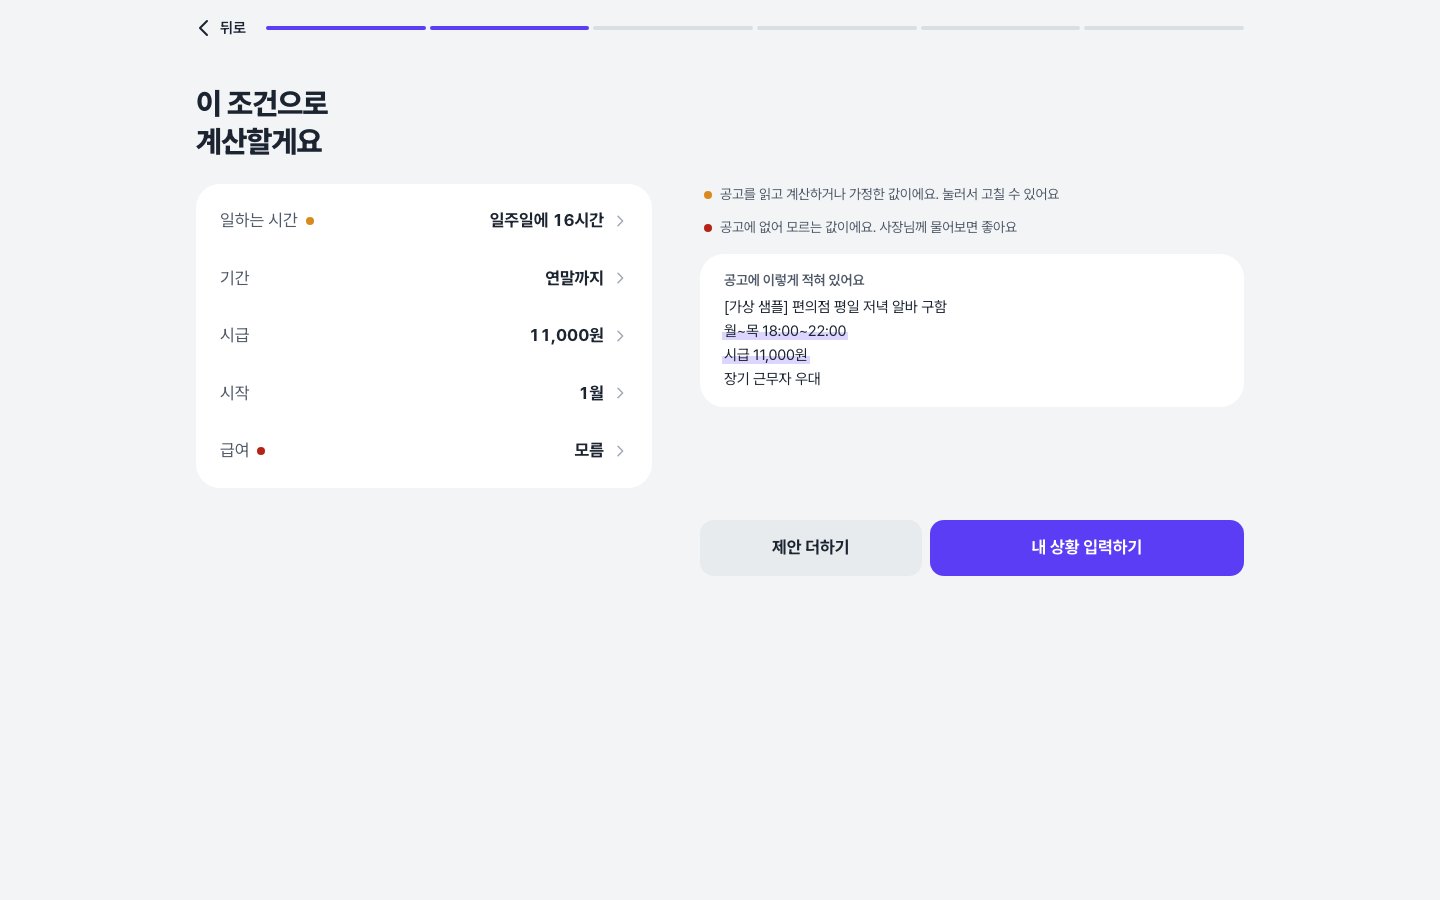 뒤로
이 조건으로
계산할게요
일하는 시간
일주일에 16시간
기간
연말까지
시급
11,000원
시작
1월
급여
모름
공고를 읽고 계산하거나 가정한 값이에요. 눌러서 고칠 수 있어요
공고에 없어 모르는 값이에요. 사장님께 물어보면 좋아요
공고에 이렇게 적혀 있어요
[가상 샘플] 편의점 평일 저녁 알바 구함
월~목 18:00~22:00
시급 11,000원
장기 근무자 우대
제안 더하기
내 상황 입력하기